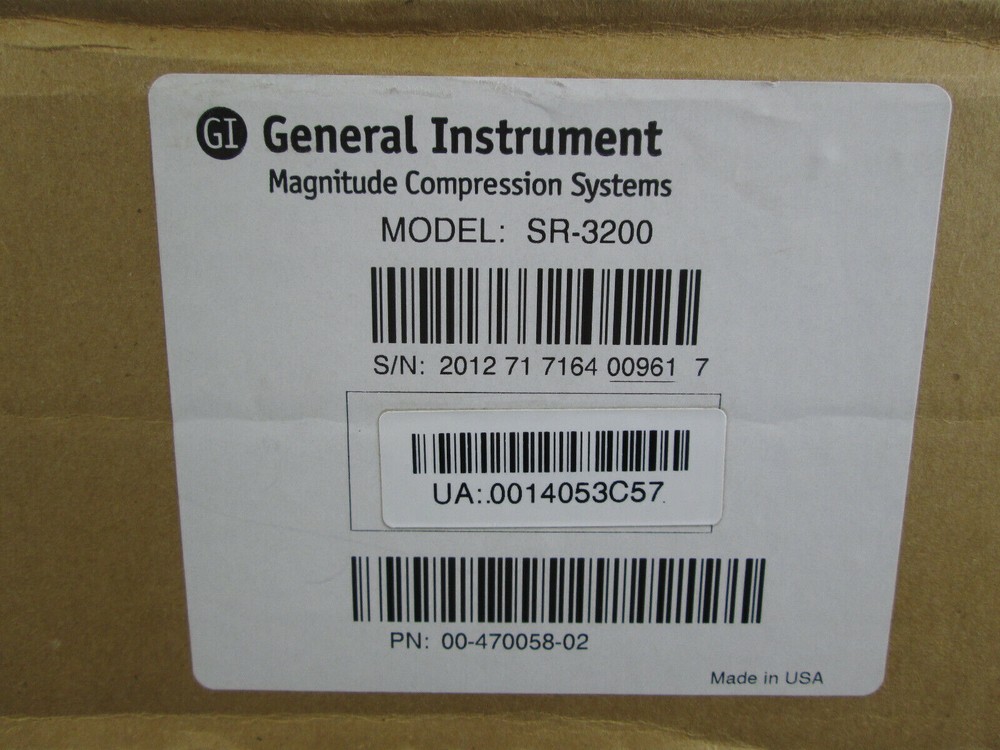 GI General Instrument
Magnitude Compression Systems
MODEL: SR-3200
S/N: 2012 71 7164 00961 7
UA:.0014053C57.
PN: 00-470058-02
Made in USA